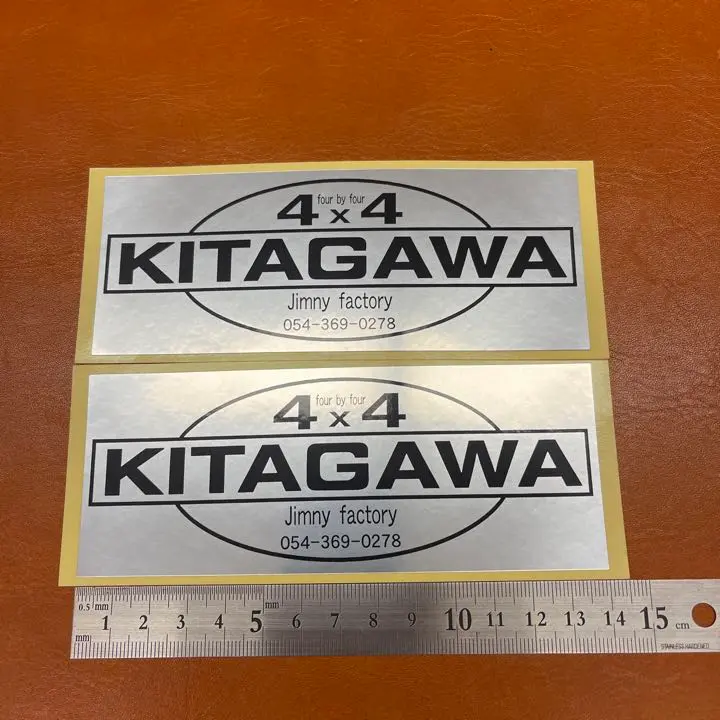 four by four
4x4
KITAGAWA
Jimny factory
054-369-0278
four by four
4x4
KITAGAWA
Jimny factory
054-369-0278
0.5 mm mm
1 2 3 4 5 6 7 8 9 10 11 12 13 14 15 cm
mm
STAINLESS HARDENED